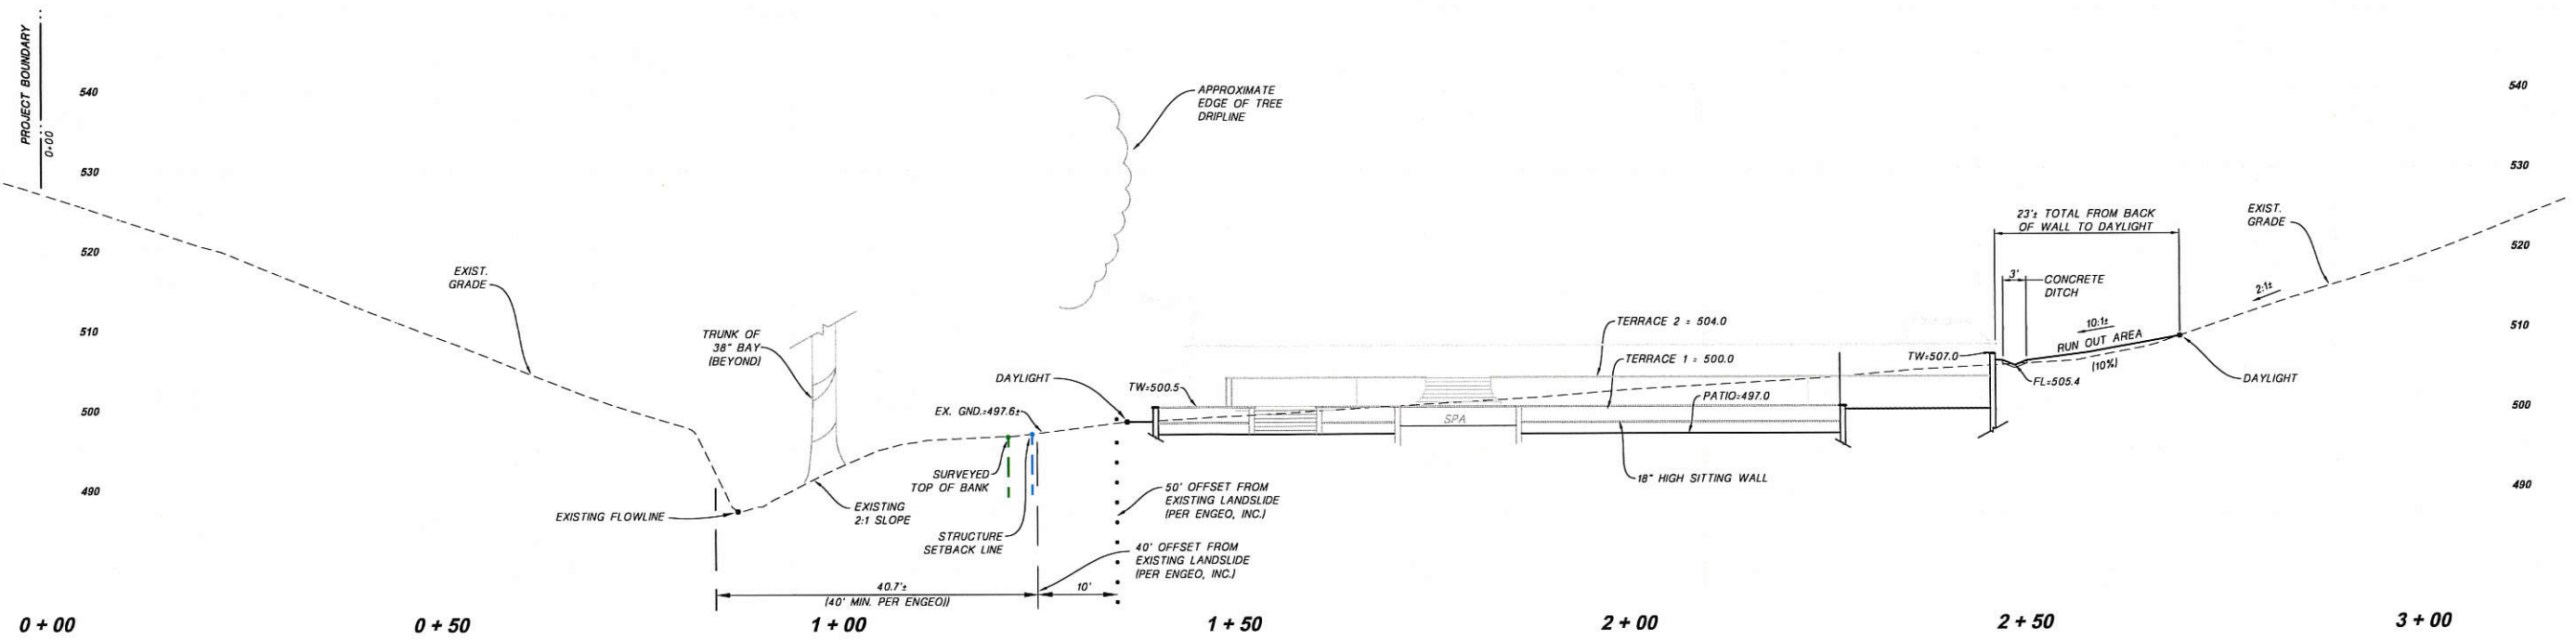 PROJECT BOUNDARY
0+00
540
530
520
510
500
490
EXIST.
GRADE
TRUNK OF
38" BAY
(BEYOND)
EXISTING FLOWLINE
EXISTING
2:1 SLOPE
SURVEYED
TOP OF BANK
STRUCTURE
SETBACK LINE
EX. GND.=497.6±
DAYLIGHT
APPROXIMATE
EDGE OF TREE
DRIPLINE
TW=500.5
50' OFFSET FROM
EXISTING LANDSLIDE
(PER ENGEO, INC.)
40' OFFSET FROM
EXISTING LANDSLIDE
(PER ENGEO, INC.)
40.7'±
(40' MIN. PER ENGEO))
10'
SPA
TERRACE 2 = 504.0
TERRACE 1 = 500.0
PATIO=497.0
18" HIGH SITTING WALL
TW=507.0
23'± TOTAL FROM BACK
OF WALL TO DAYLIGHT
3'
CONCRETE
DITCH
10:1±
RUN OUT AREA
(10%)
FL=505.4
DAYLIGHT
2:1±
EXIST.
GRADE
540
530
520
510
500
490
0 + 00
0 + 50
1 + 00
1 + 50
2 + 00
2 + 50
3 + 00